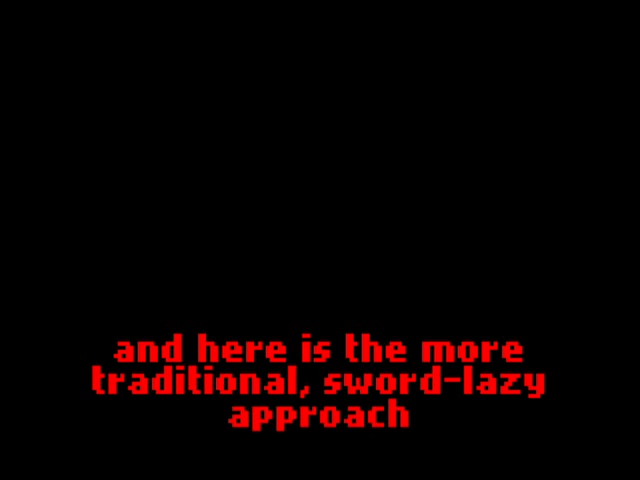 and here is the more
traditional, sword-lazy
approach